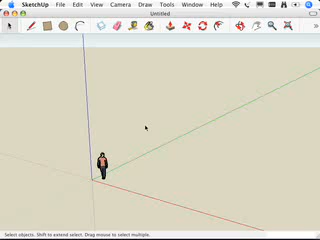 SketchUp File Edit View Camera Draw Tools Window Help
Untitled
Select objects. Shift to extend select. Drag mouse to select multiple.